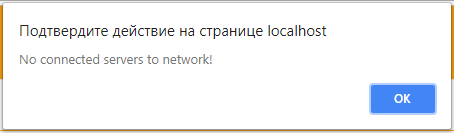 Подтвердите действие на странице localhost
No connected servers to network!
OK